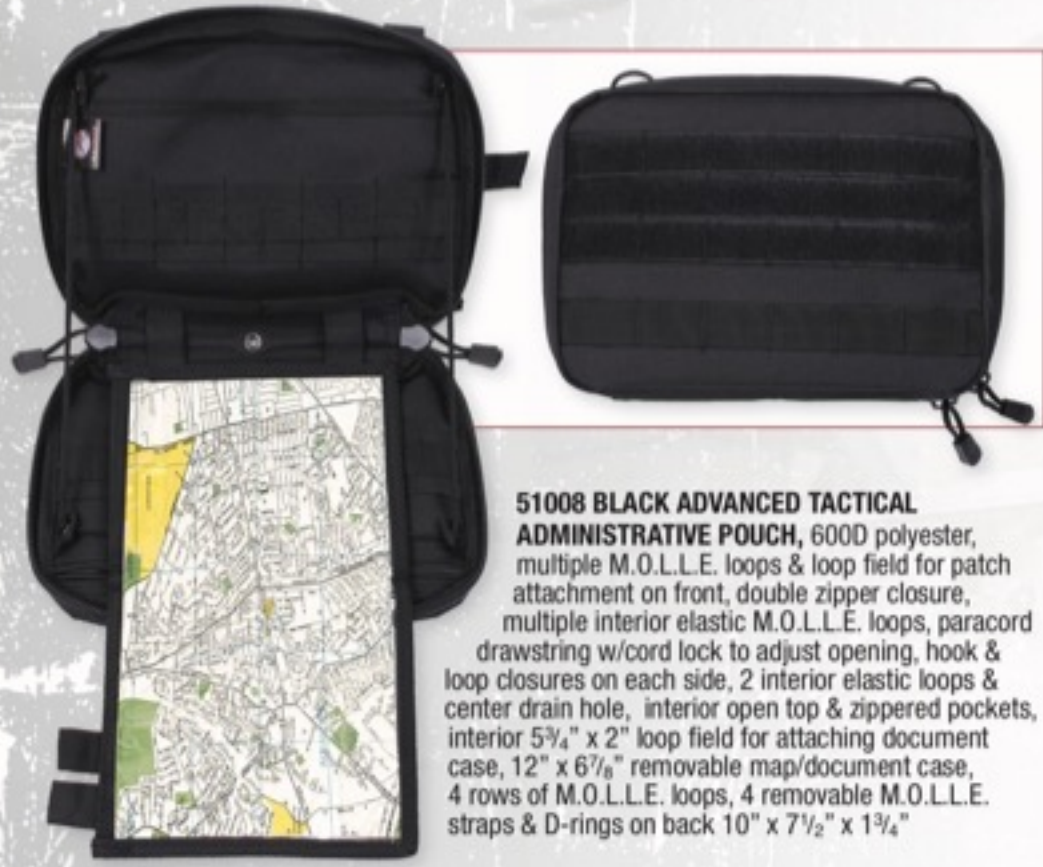 51008 BLACK ADVANCED TACTICAL
ADMINISTRATIVE POUCH, 600D polyester,
multiple M.O.L.L.E. loops & loop field for patch
attachment on front, double zipper closure,
multiple interior elastic M.O.L.L.E. loops, paracord
drawstring w/cord lock to adjust opening, hook &
loop closures on each side, 2 interior elastic loops &
center drain hole, interior open top & zippered pockets,
interior 5¾” x 2” loop field for attaching document
case, 12” x 6⅞” removable map/document case,
4 rows of M.O.L.L.E. loops, 4 removable M.O.L.L.E.
straps & D-rings on back 10” x 7½” x 1¾”